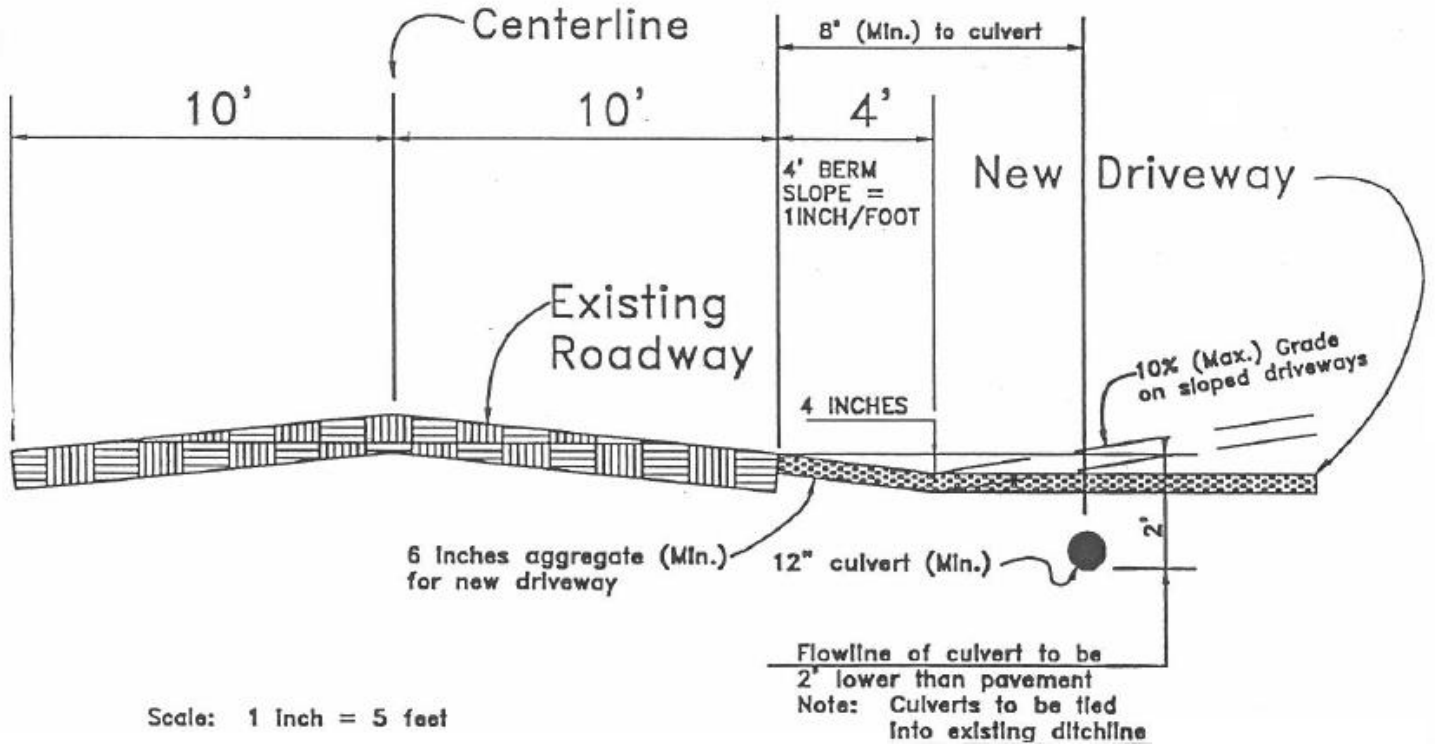 Centerline
8' (Min.) to culvert
10'
10'
4'
4' BERM
SLOPE =
1INCH/FOOT
New Driveway
Existing
Roadway
10% (Max.) Grade
on sloped driveways
4 INCHES
2'
6 inches aggregate (Min.)
for new driveway
12" culvert (Min.)
Flowline of culvert to be
2' lower than pavement
Note: Culverts to be tied
into existing ditchline
Scale: 1 inch = 5 feet